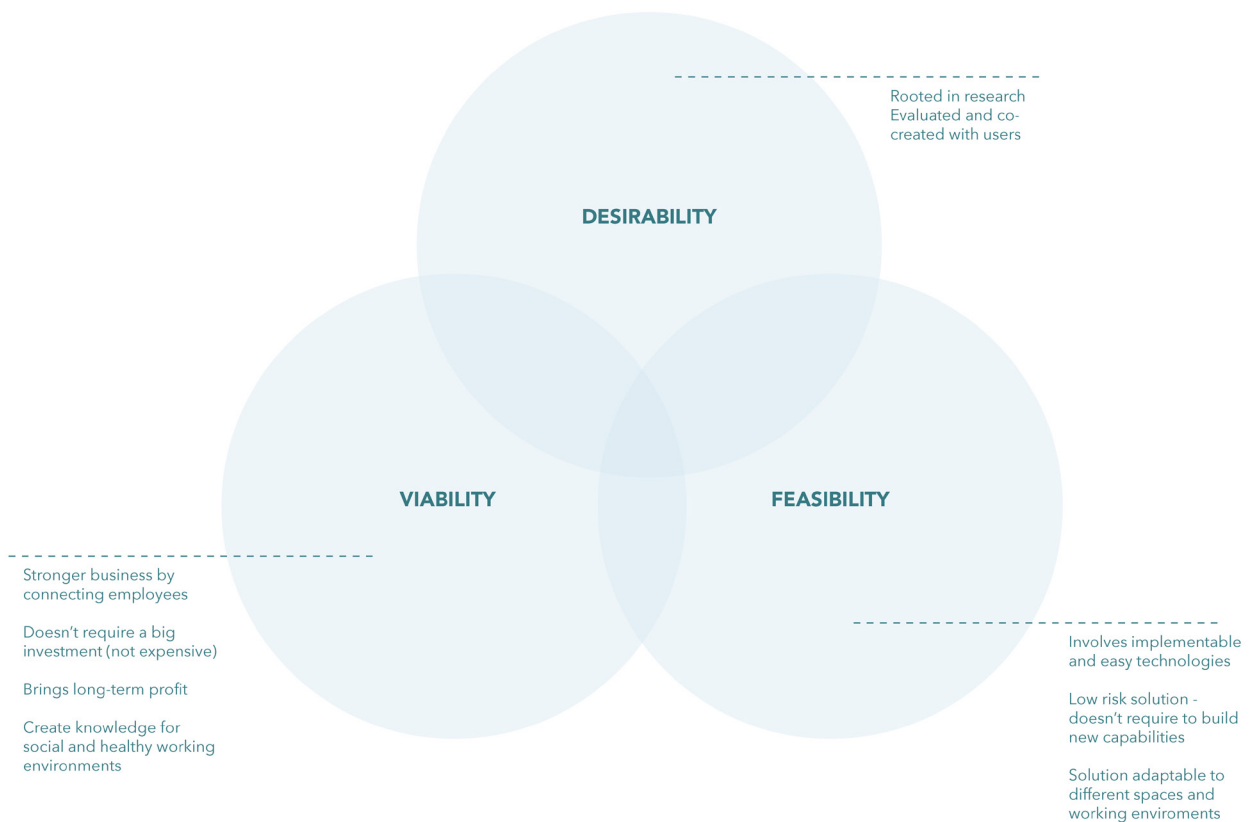 Rooted in research
Evaluated and co-
created with users
DESIRABILITY
VIABILITY
FEASIBILITY
Stronger business by
connecting employees
Doesn't require a big
investment (not expensive)
Brings long-term profit
Create knowledge for
social and healthy working
environments
Involves implementable
and easy technologies
Low risk solution -
doesn't require to build
new capabilities
Solution adaptable to
different spaces and
working enviroments